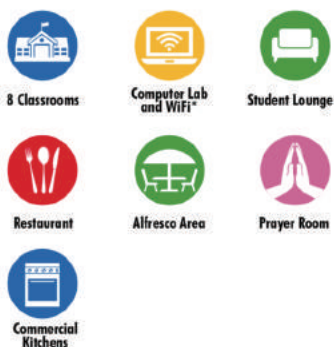 8 Classrooms
Computer Lab
and WiFi*
Student Lounge
Restaurant
Alfresco Area
Prayer Room
Commercial
Kitchens